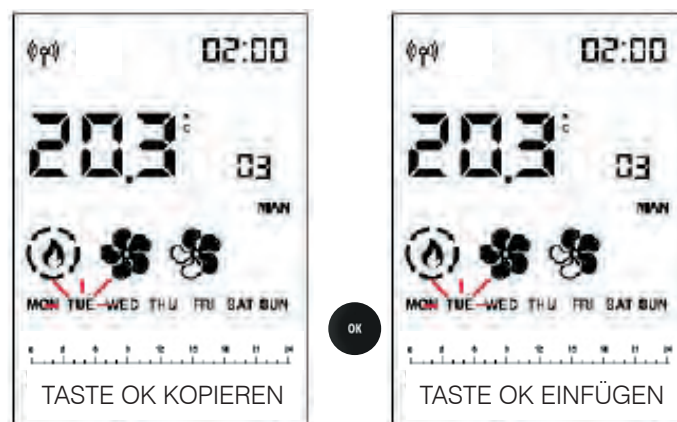 02:00
20.3 °C
03
MAN
MON TUE WED THU FRI SAT SUN
TASTE OK KOPIEREN
OK
02:00
20.3 °C
03
MAN
MON TUE WED THU FRI SAT SUN
TASTE OK EINFÜGEN